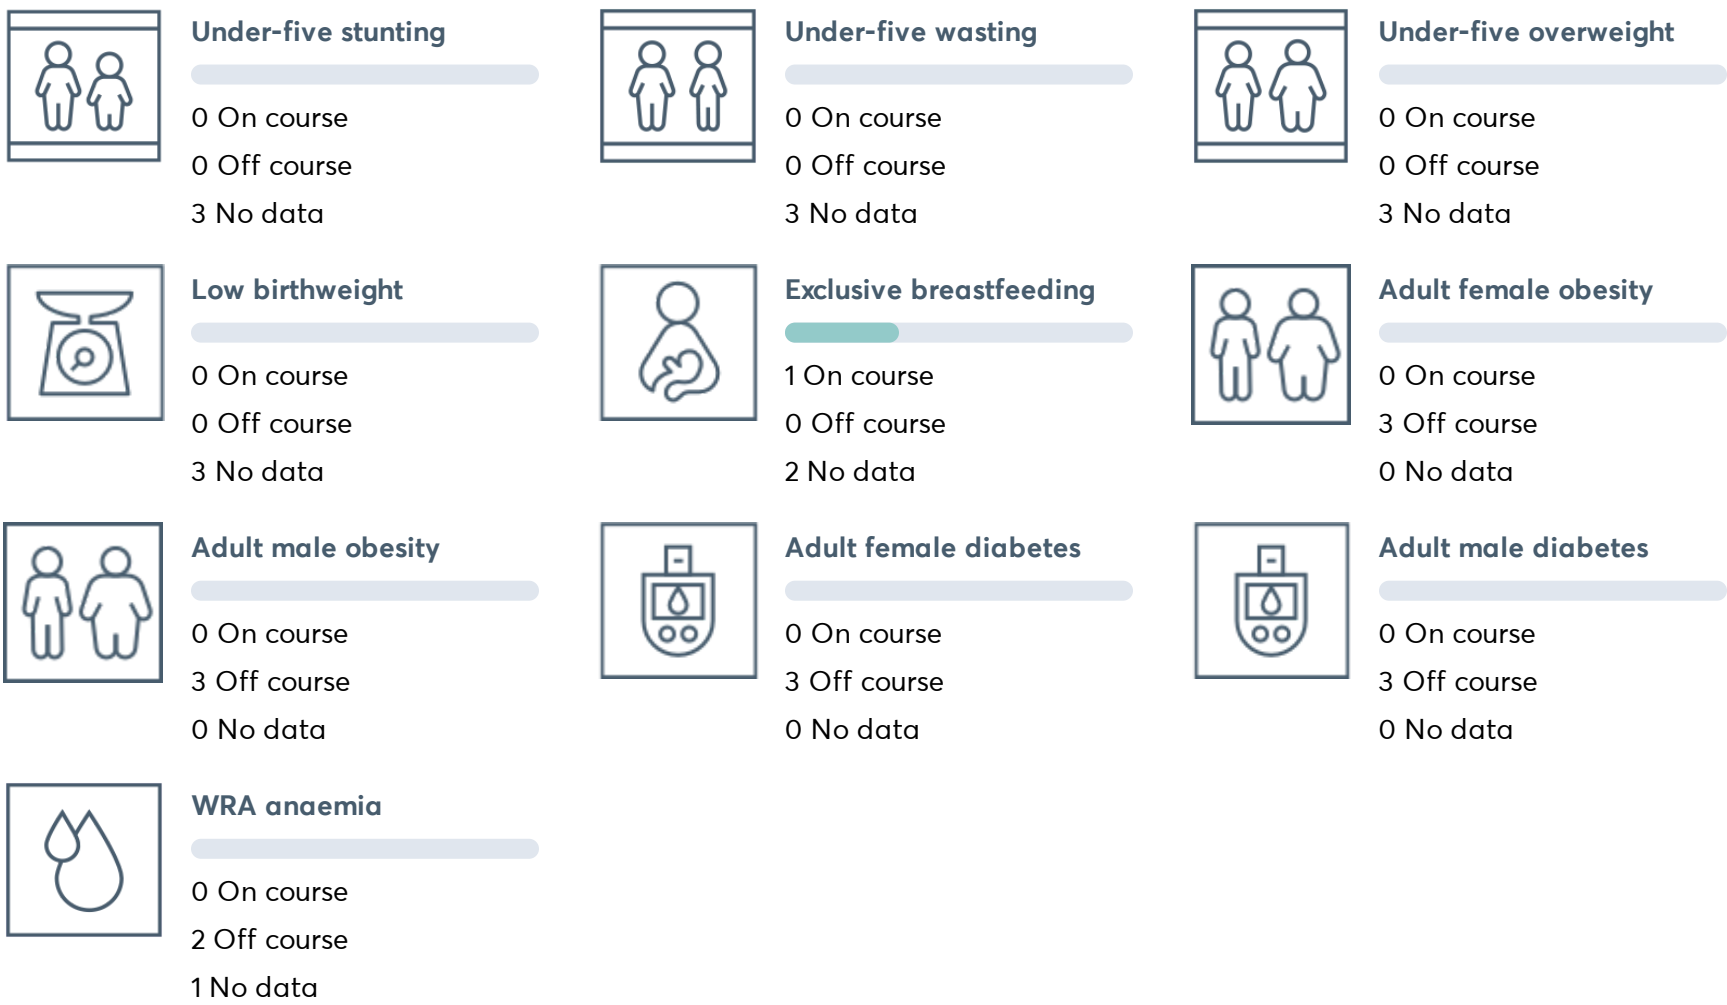 Under-five stunting
0 On course
0 Off course
3 No data
Under-five wasting
0 On course
0 Off course
3 No data
Under-five overweight
0 On course
0 Off course
3 No data
Low birthweight
0 On course
0 Off course
3 No data
Exclusive breastfeeding
1 On course
0 Off course
2 No data
Adult female obesity
0 On course
3 Off course
0 No data
Adult male obesity
0 On course
3 Off course
0 No data
Adult female diabetes
0 On course
3 Off course
0 No data
Adult male diabetes
0 On course
3 Off course
0 No data
WRA anaemia
0 On course
2 Off course
1 No data